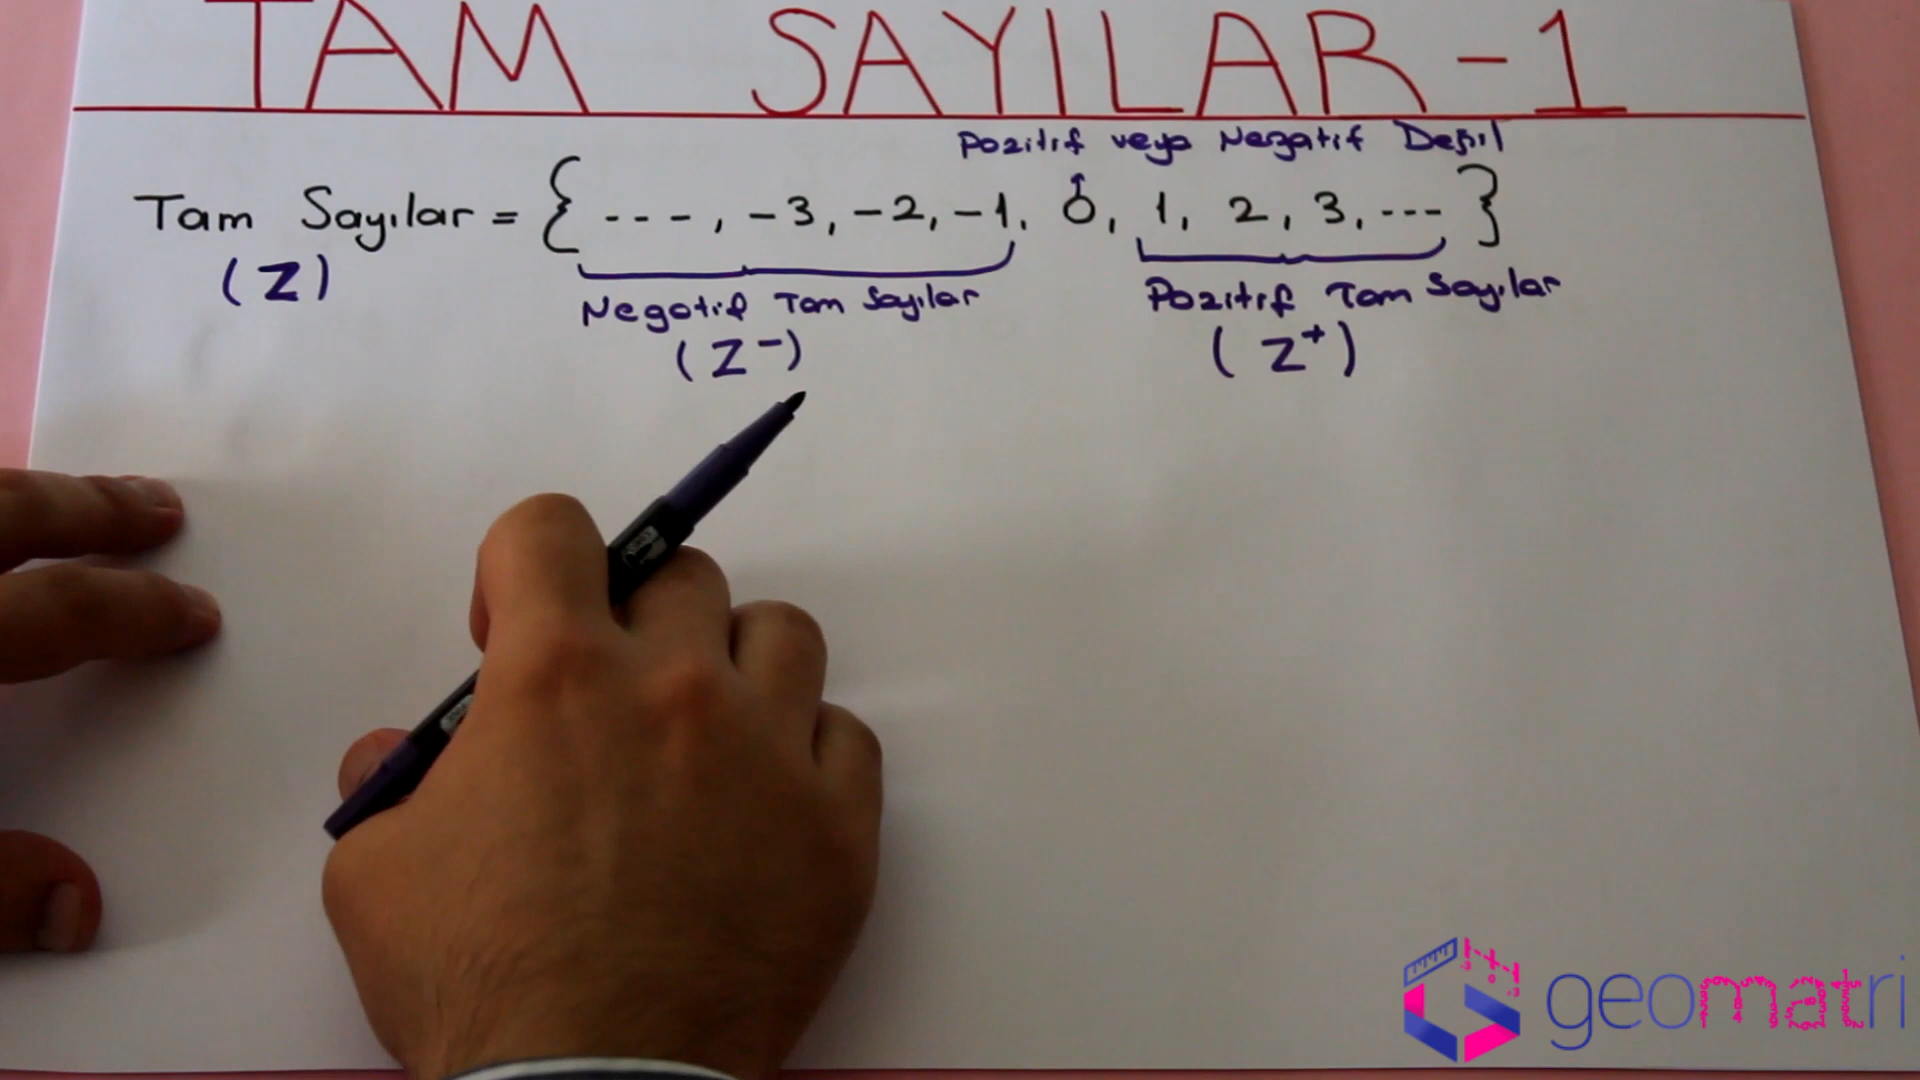 TAM SAYILAR - 1
Pozitif veya Negatif Değil
Tam Sayılar = { ---, -3, -2, -1, 0, 1, 2, 3, --- }
(Z)
Negatif Tam Sayılar
Pozitif Tam Sayılar
(Z⁻)
(Z⁺)
geomatri